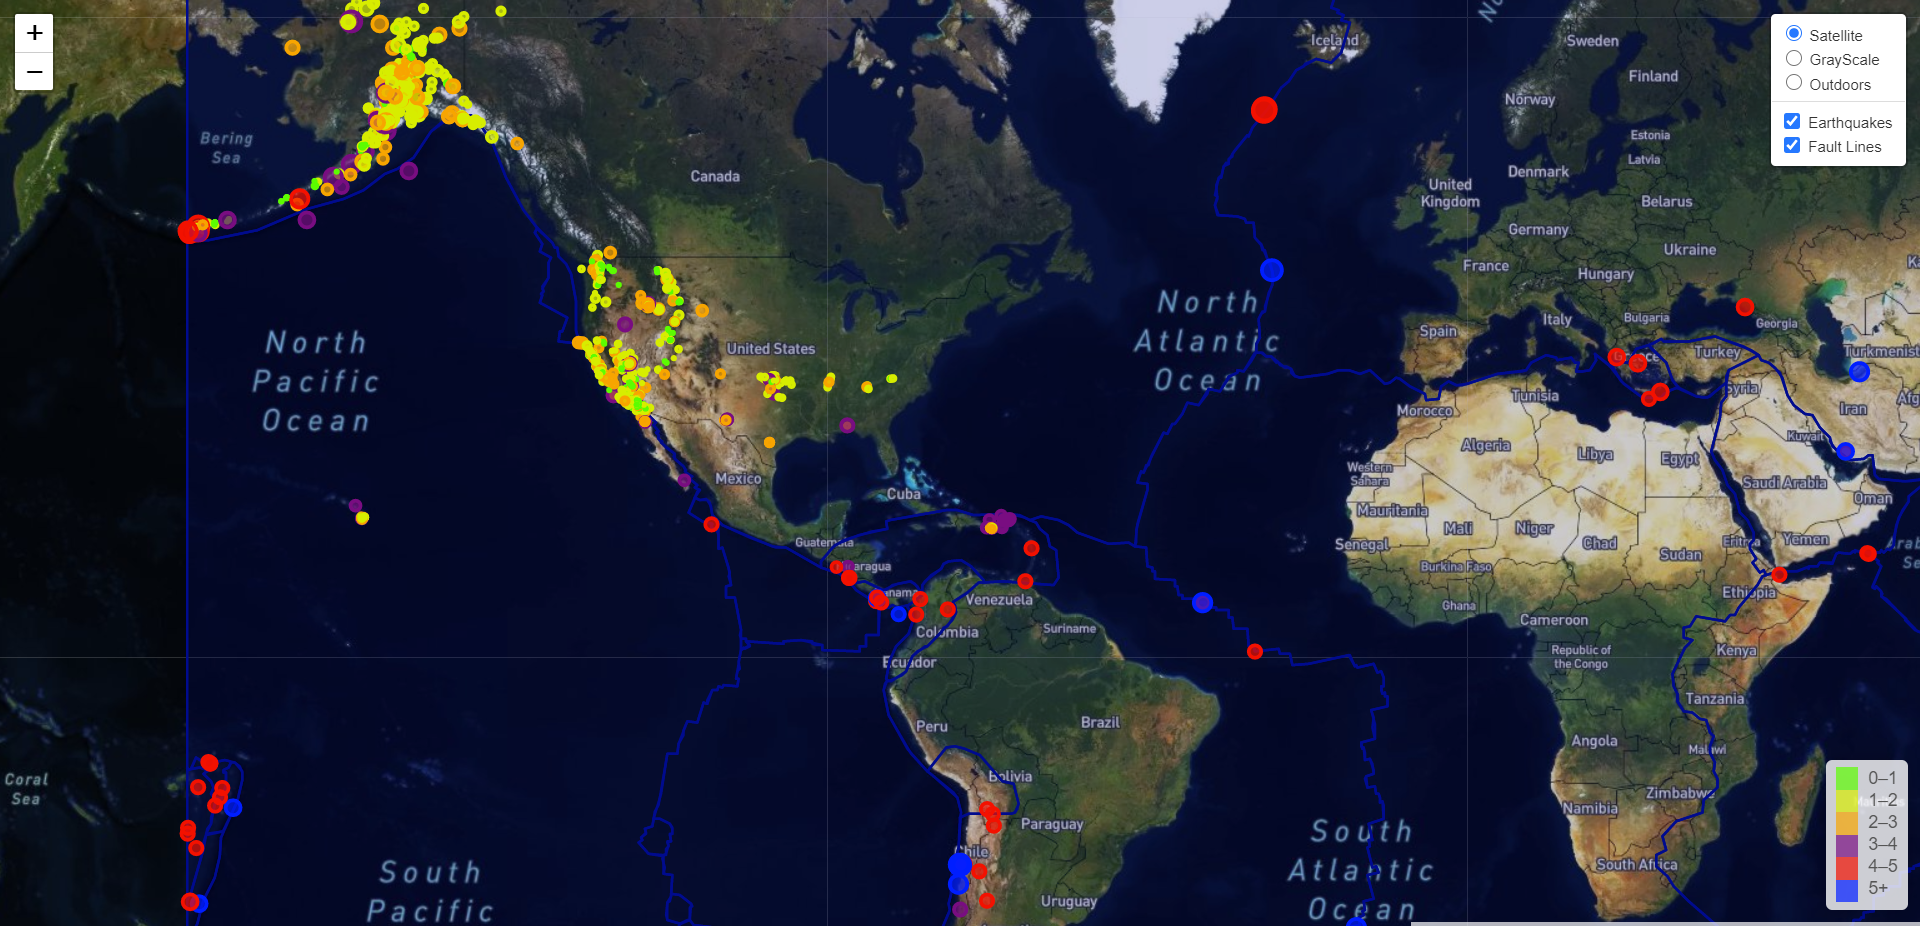 +
−
Satellite
GrayScale
Outdoors
Earthquakes
Fault Lines
Iceland
Sweden
Finland
Norway
Estonia
Latvia
Denmark
Belarus
United
Kingdom
Germany
Ukraine
France
Hungary
Italy
Bulgaria
Georgia
Spain
Greece
Turkey
Turkmenist
Syria
Iran
Afg
Kuwait
Morocco
Tunisia
Algeria
Libya
Egypt
Western
Sahara
Saudi Arabia
Oman
Mauritania
Mali
Niger
Chad
Sudan
Eritrea
Yemen
Arab
Se
Senegal
Burkina Faso
Ghana
Cameroon
Ethiopia
Republic of
the Congo
Kenya
Tanzania
Angola
Malawi
Zimbabwe
Namibia
South Africa
Bering
Sea
Canada
North
Pacific
Ocean
United States
North
Atlantic
Ocean
Mexico
Cuba
Guatemala
Nicaragua
Panama
Venezuela
Colombia
Suriname
Ecuador
Peru
Brazil
Bolivia
Paraguay
Chile
Uruguay
Coral
Sea
South
Pacific
South
Atlantic
Ocean
0–1
1–2
2–3
3–4
4–5
5+